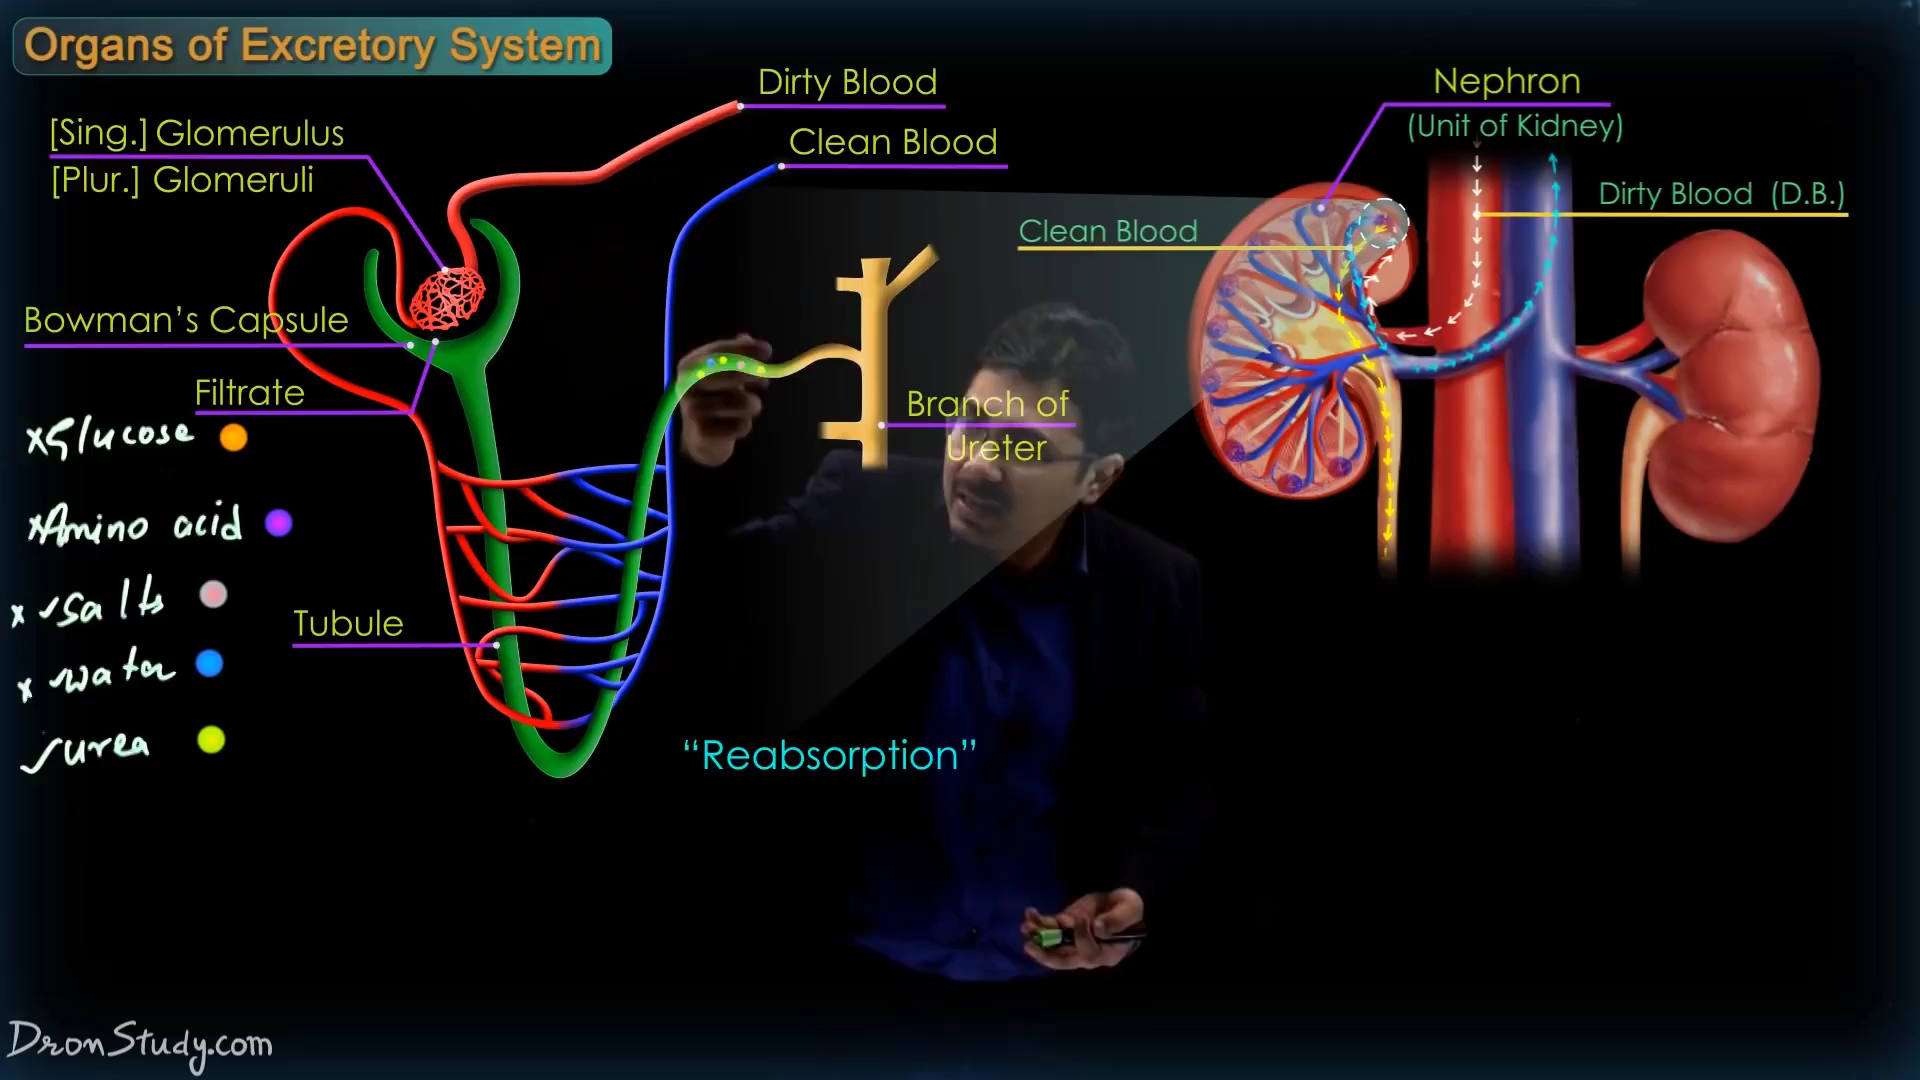 Organs of Excretory System
[Sing.] Glomerulus
[Plur.] Glomeruli
Bowman's Capsule
Filtrate
xGlucose
xAmino acid
x ✓salts
x ✓water
✓urea
Tubule
Dirty Blood
Clean Blood
Branch of
Ureter
"Reabsorption"
Nephron
(Unit of Kidney)
Dirty Blood (D.B.)
Clean Blood
DronStudy.com